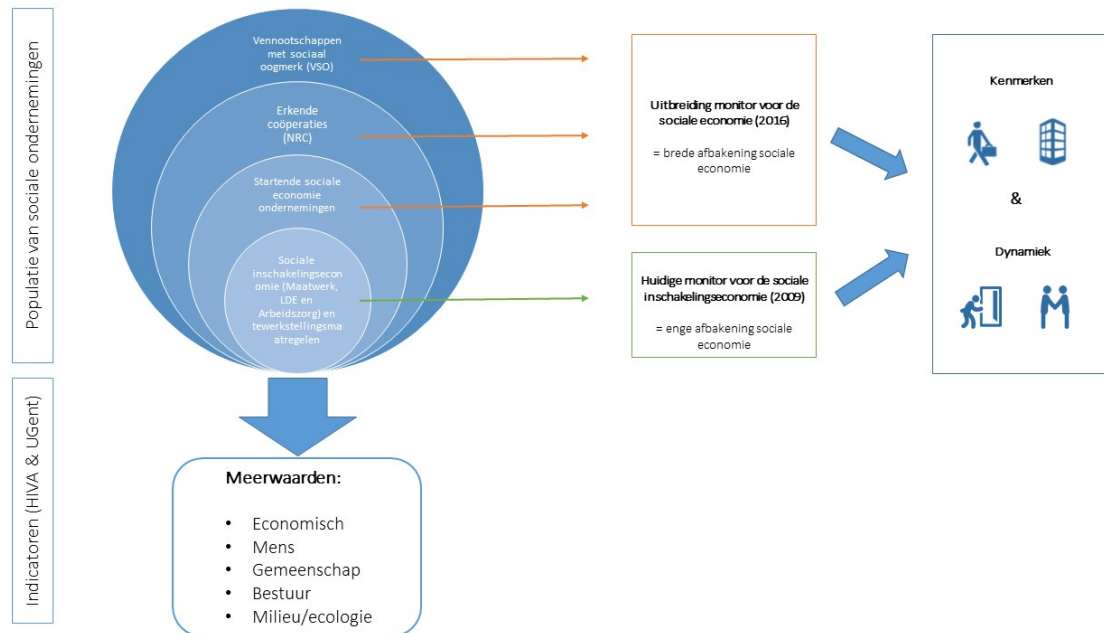 Populatie van sociale ondernemingen
Vennootschappen
met sociaal
oogmerk (VSO)
Erkende
coöperaties
(NRC)
Startende sociale
economie
ondernemingen
Sociale
inschakelingsecon
omie (Maatwerk,
LDE en
Arbeidszorg) en
tewerkstellingsma
atregelen
Uitbreiding monitor voor de
sociale economie (2016)
= brede afbakening sociale
economie
Huidige monitor voor de sociale
inschakelingseconomie (2009)
= enge afbakening sociale
economie
Kenmerken
&
Dynamiek
Indicatoren (HIVA & UGent)
Meerwaarden:
• Economisch
• Mens
• Gemeenschap
• Bestuur
• Milieu/ecologie